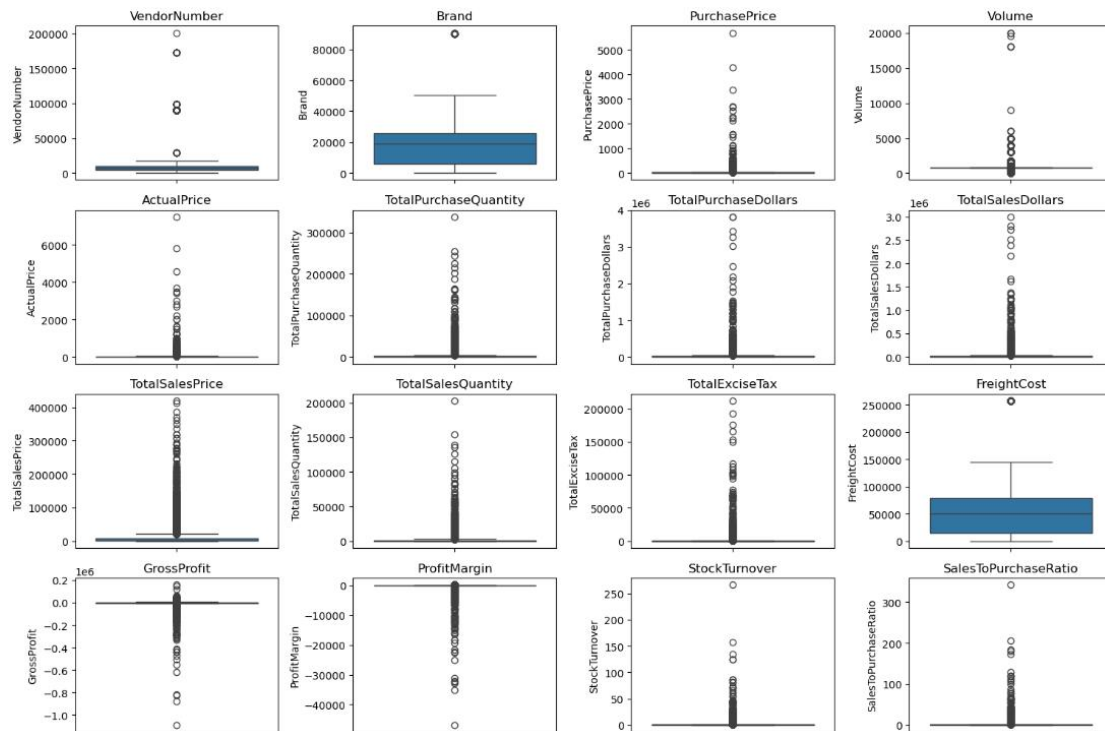 VendorNumber
VendorNumber
200000
150000
100000
50000
0
Brand
Brand
80000
60000
40000
20000
0
PurchasePrice
PurchasePrice
5000
4000
3000
2000
1000
0
Volume
Volume
20000
15000
10000
5000
0
ActualPrice
ActualPrice
6000
4000
2000
0
TotalPurchaseQuantity
TotalPurchaseQuantity
300000
200000
100000
0
TotalPurchaseDollars
1e6
TotalPurchaseDollars
4
3
2
1
0
TotalSalesDollars
1e6
TotalSalesDollars
3.0
2.5
2.0
1.5
1.0
0.5
0.0
TotalSalesPrice
TotalSalesPrice
400000
300000
200000
100000
0
TotalSalesQuantity
TotalSalesQuantity
200000
150000
100000
50000
0
TotalExciseTax
TotalExciseTax
200000
150000
100000
50000
0
FreightCost
FreightCost
250000
200000
150000
100000
50000
0
GrossProfit
1e6
GrossProfit
0.2
0.0
-0.2
-0.4
-0.6
-0.8
-1.0
ProfitMargin
ProfitMargin
0
-10000
-20000
-30000
-40000
StockTurnover
StockTurnover
250
200
150
100
50
0
SalesToPurchaseRatio
SalesToPurchaseRatio
300
200
100
0